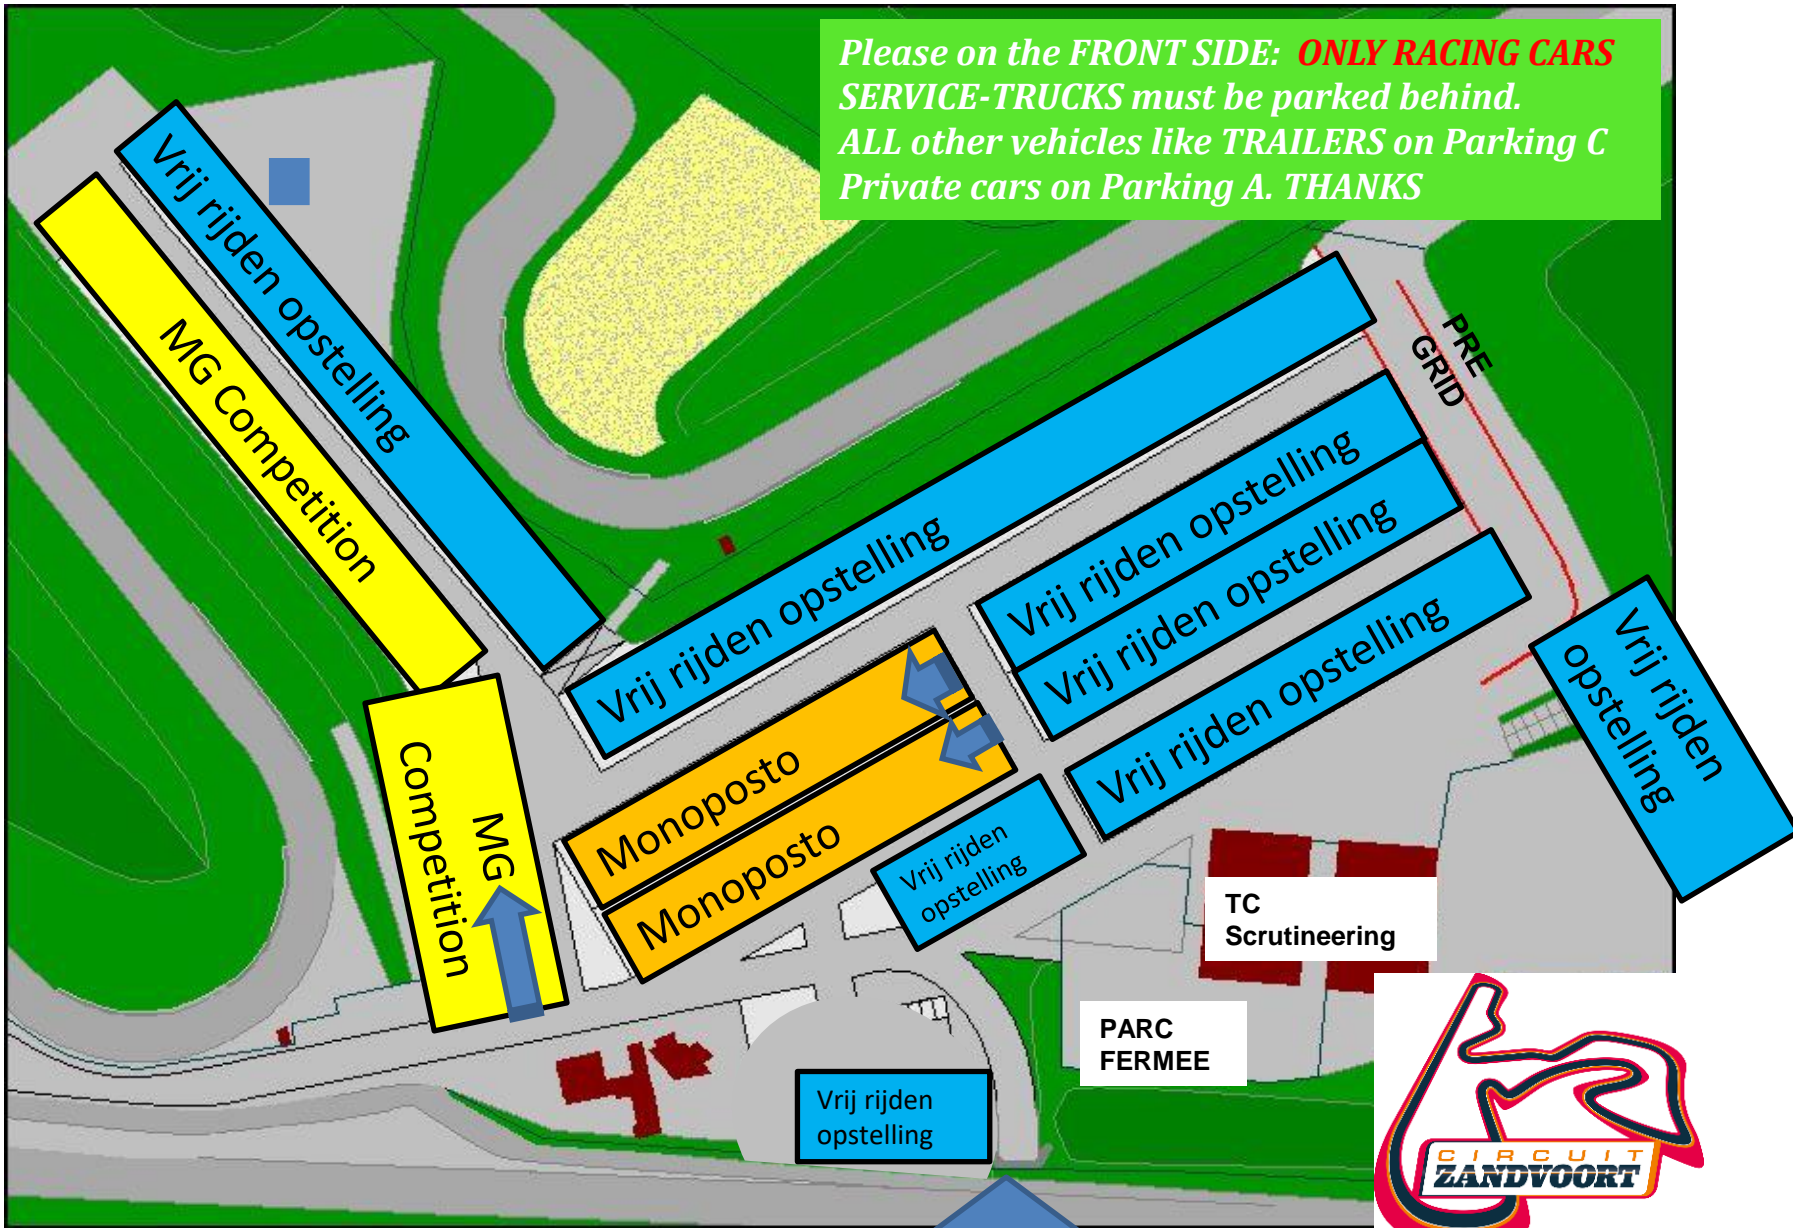 Please on the FRONT SIDE: ONLY RACING CARS
SERVICE-TRUCKS must be parked behind.
ALL other vehicles like TRAILERS on Parking C
Private cars on Parking A. THANKS
Vrij rijden opstelling
MG Competition
PRE
GRID
Vrij rijden opstelling
Vrij rijden opstelling
Vrij rijden opstelling
Vrij rijden opstelling
Vrij rijden
opstelling
MG
Competition
Monoposto
Monoposto
Vrij rijden
opstelling
TC
Scrutineering
PARC
FERMEE
Vrij rijden
opstelling
CIRCUIT
ZANDVOORT